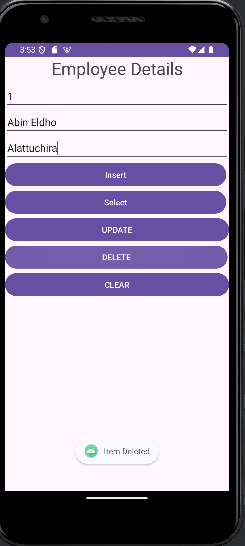 3:53
Employee Details
1
Abin Eldho
Alattuchira
Insert
Select
UPDATE
DELETE
CLEAR
Item Deleted